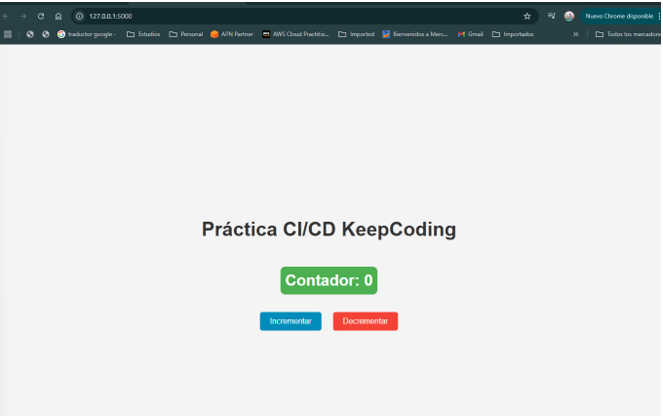 127.0.0.1:5000
Nuevo Chrome disponible
traductor google -
Estudios
Personal
APN Partner
AWS Cloud Practitio...
Imported
Bienvenidos a Merc...
Gmail
Importados
»
Todos los marcadores
Práctica CI/CD KeepCoding
Contador: 0
Incrementar
Decrementar